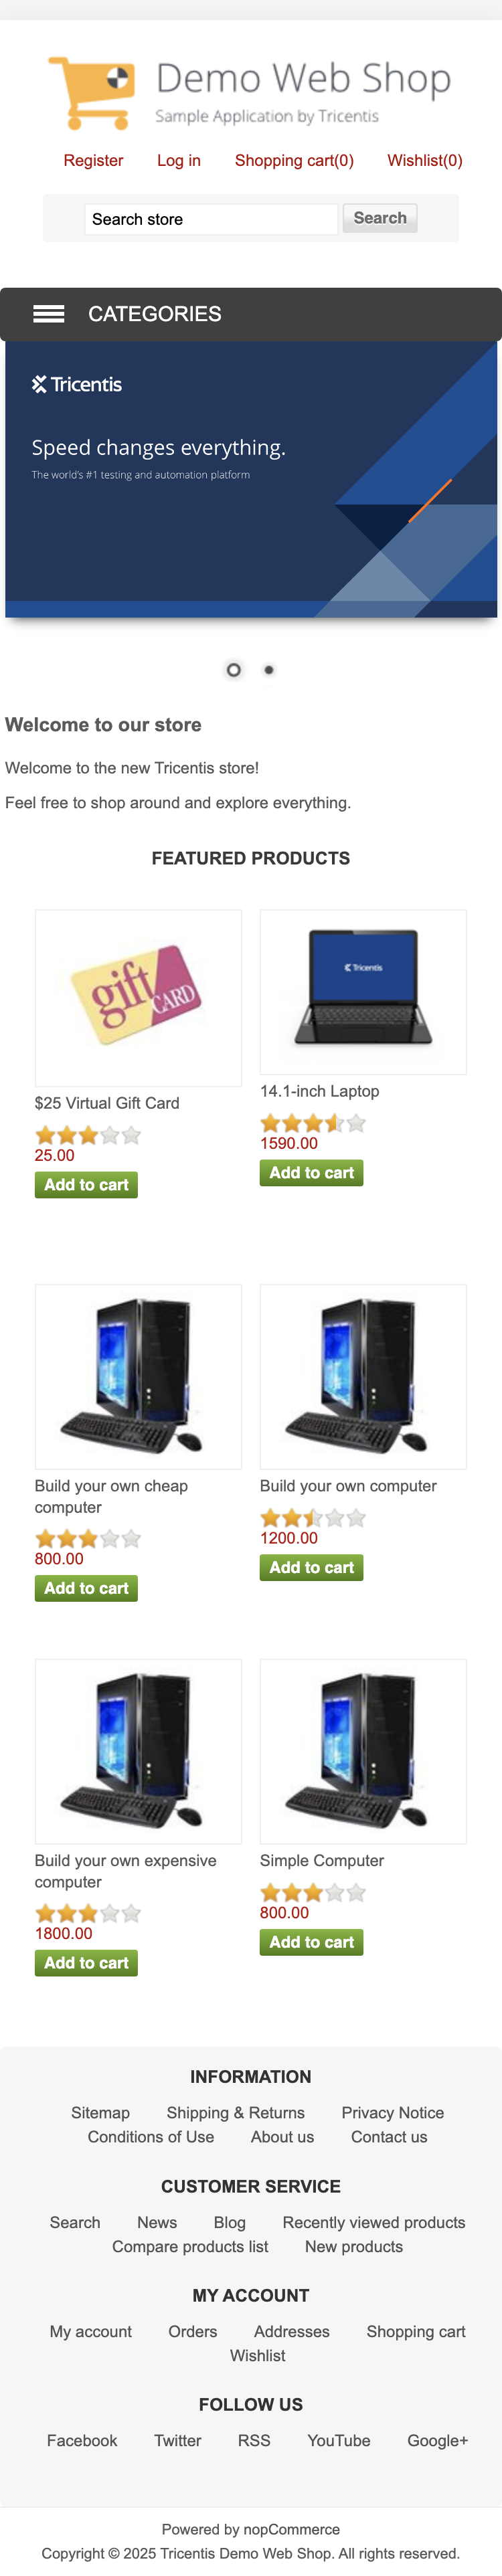 Demo Web Shop
Sample Application by Tricentis
Register Log in Shopping cart(0) Wishlist(0)
Search store Search
CATEGORIES
Tricentis
Speed changes everything.
The world's #1 testing and automation platform
Welcome to our store
Welcome to the new Tricentis store!
Feel free to shop around and explore everything.
FEATURED PRODUCTS
gift
CARD
$25 Virtual Gift Card
25.00
Add to cart
Tricentis
14.1-inch Laptop
1590.00
Add to cart
Build your own cheap
computer
800.00
Add to cart
Build your own computer
1200.00
Add to cart
Build your own expensive
computer
1800.00
Add to cart
Simple Computer
800.00
Add to cart
INFORMATION
Sitemap Shipping & Returns Privacy Notice
Conditions of Use About us Contact us
CUSTOMER SERVICE
Search News Blog Recently viewed products
Compare products list New products
MY ACCOUNT
My account Orders Addresses Shopping cart
Wishlist
FOLLOW US
Facebook Twitter RSS YouTube Google+
Powered by nopCommerce
Copyright © 2025 Tricentis Demo Web Shop. All rights reserved.